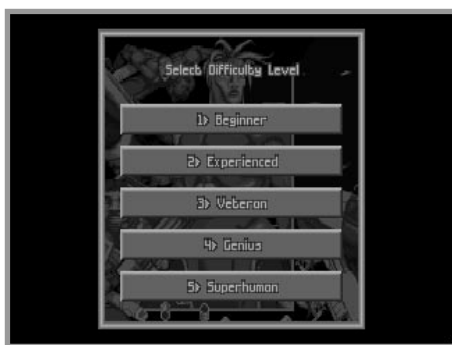 Select Difficulty Level
1> Beginner
2> Experienced
3> Veteran
4> Genius
5> Superhuman